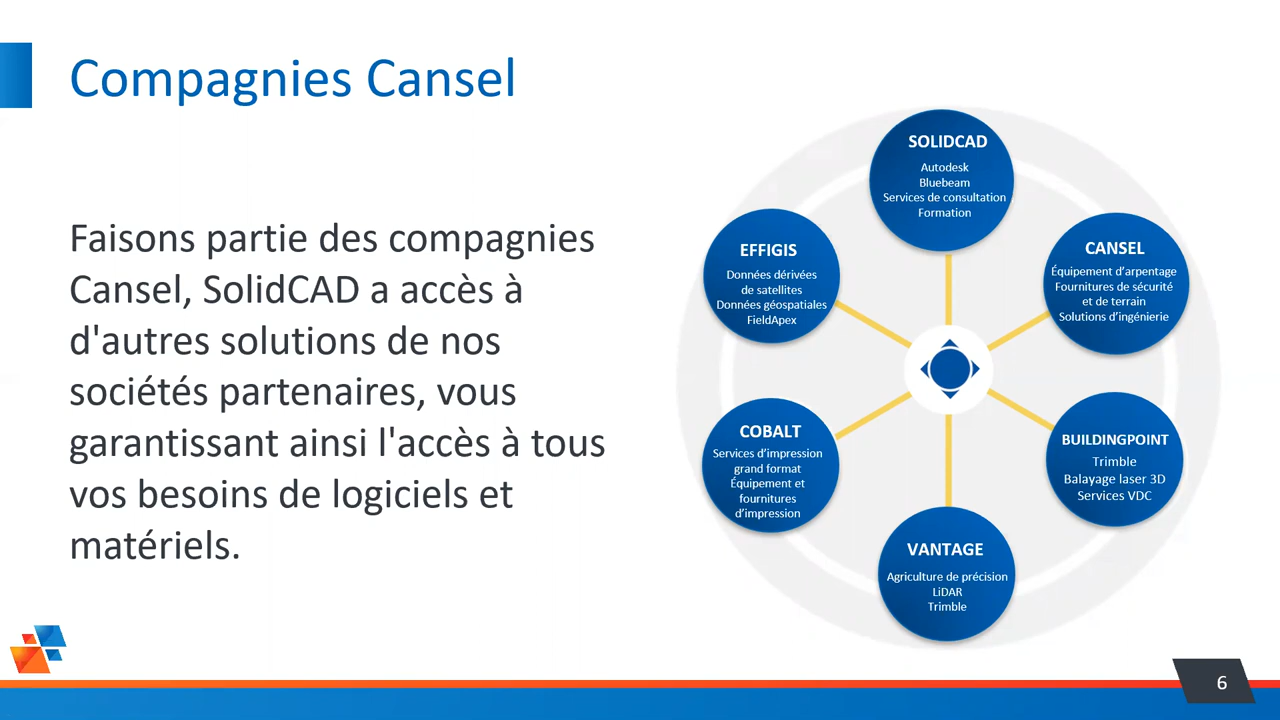 Compagnies Cansel
Faisons partie des compagnies
Cansel, SolidCAD a accès à
d'autres solutions de nos
sociétés partenaires, vous
garantissant ainsi l'accès à tous
vos besoins de logiciels et
matériels.
SOLIDCAD
Autodesk
Bluebeam
Services de consultation
Formation
CANSEL
Équipement d’arpentage
Fournitures de sécurité
et de terrain
Solutions d’ingénierie
BUILDINGPOINT
Trimble
Balayage laser 3D
Services VDC
VANTAGE
Agriculture de précision
LiDAR
Trimble
COBALT
Services d’impression
grand format
Équipement et
fournitures
d’impression
EFFIGIS
Données dérivées
de satellites
Données géospatiales
FieldApex
6